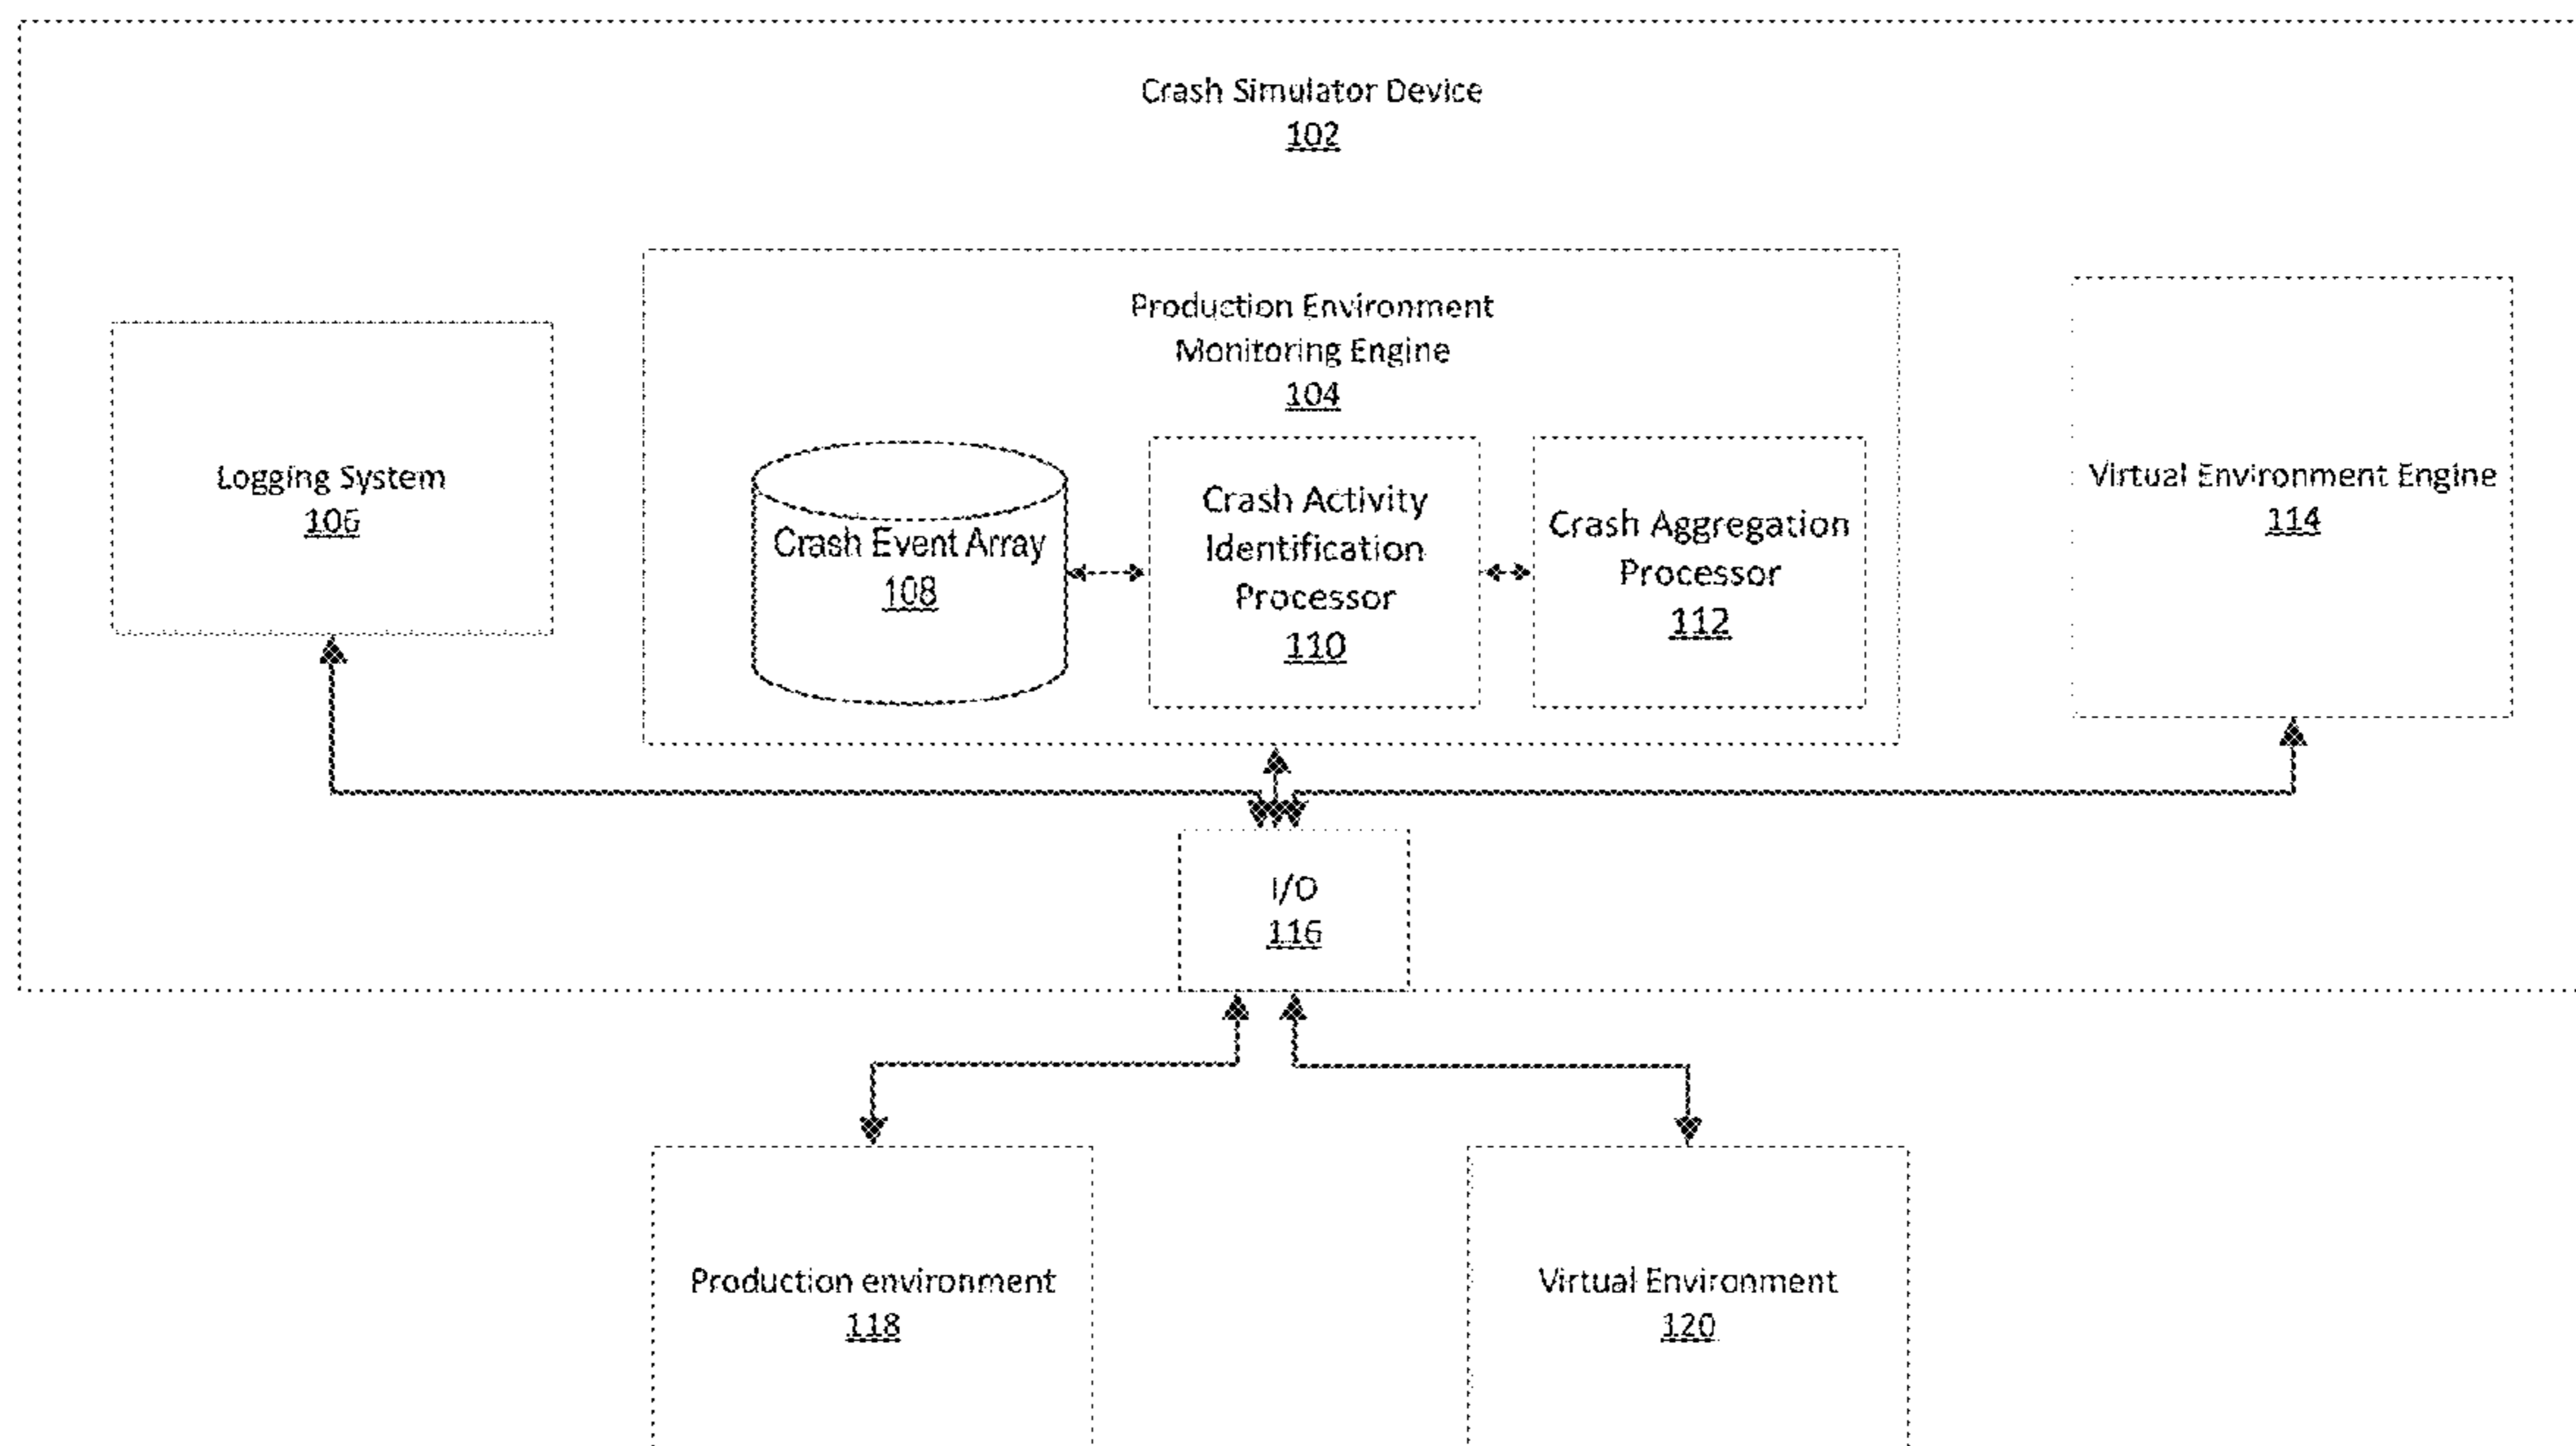 Crash Simulator Device
102
Production Environment
Monitoring Engine
104
Logging System
106
Crash Event Array
108
Crash Activity
Identification
Processor
110
Crash Aggregation
Processor
112
Virtual Environment Engine
114
I/O
116
Production environment
118
Virtual Environment
120